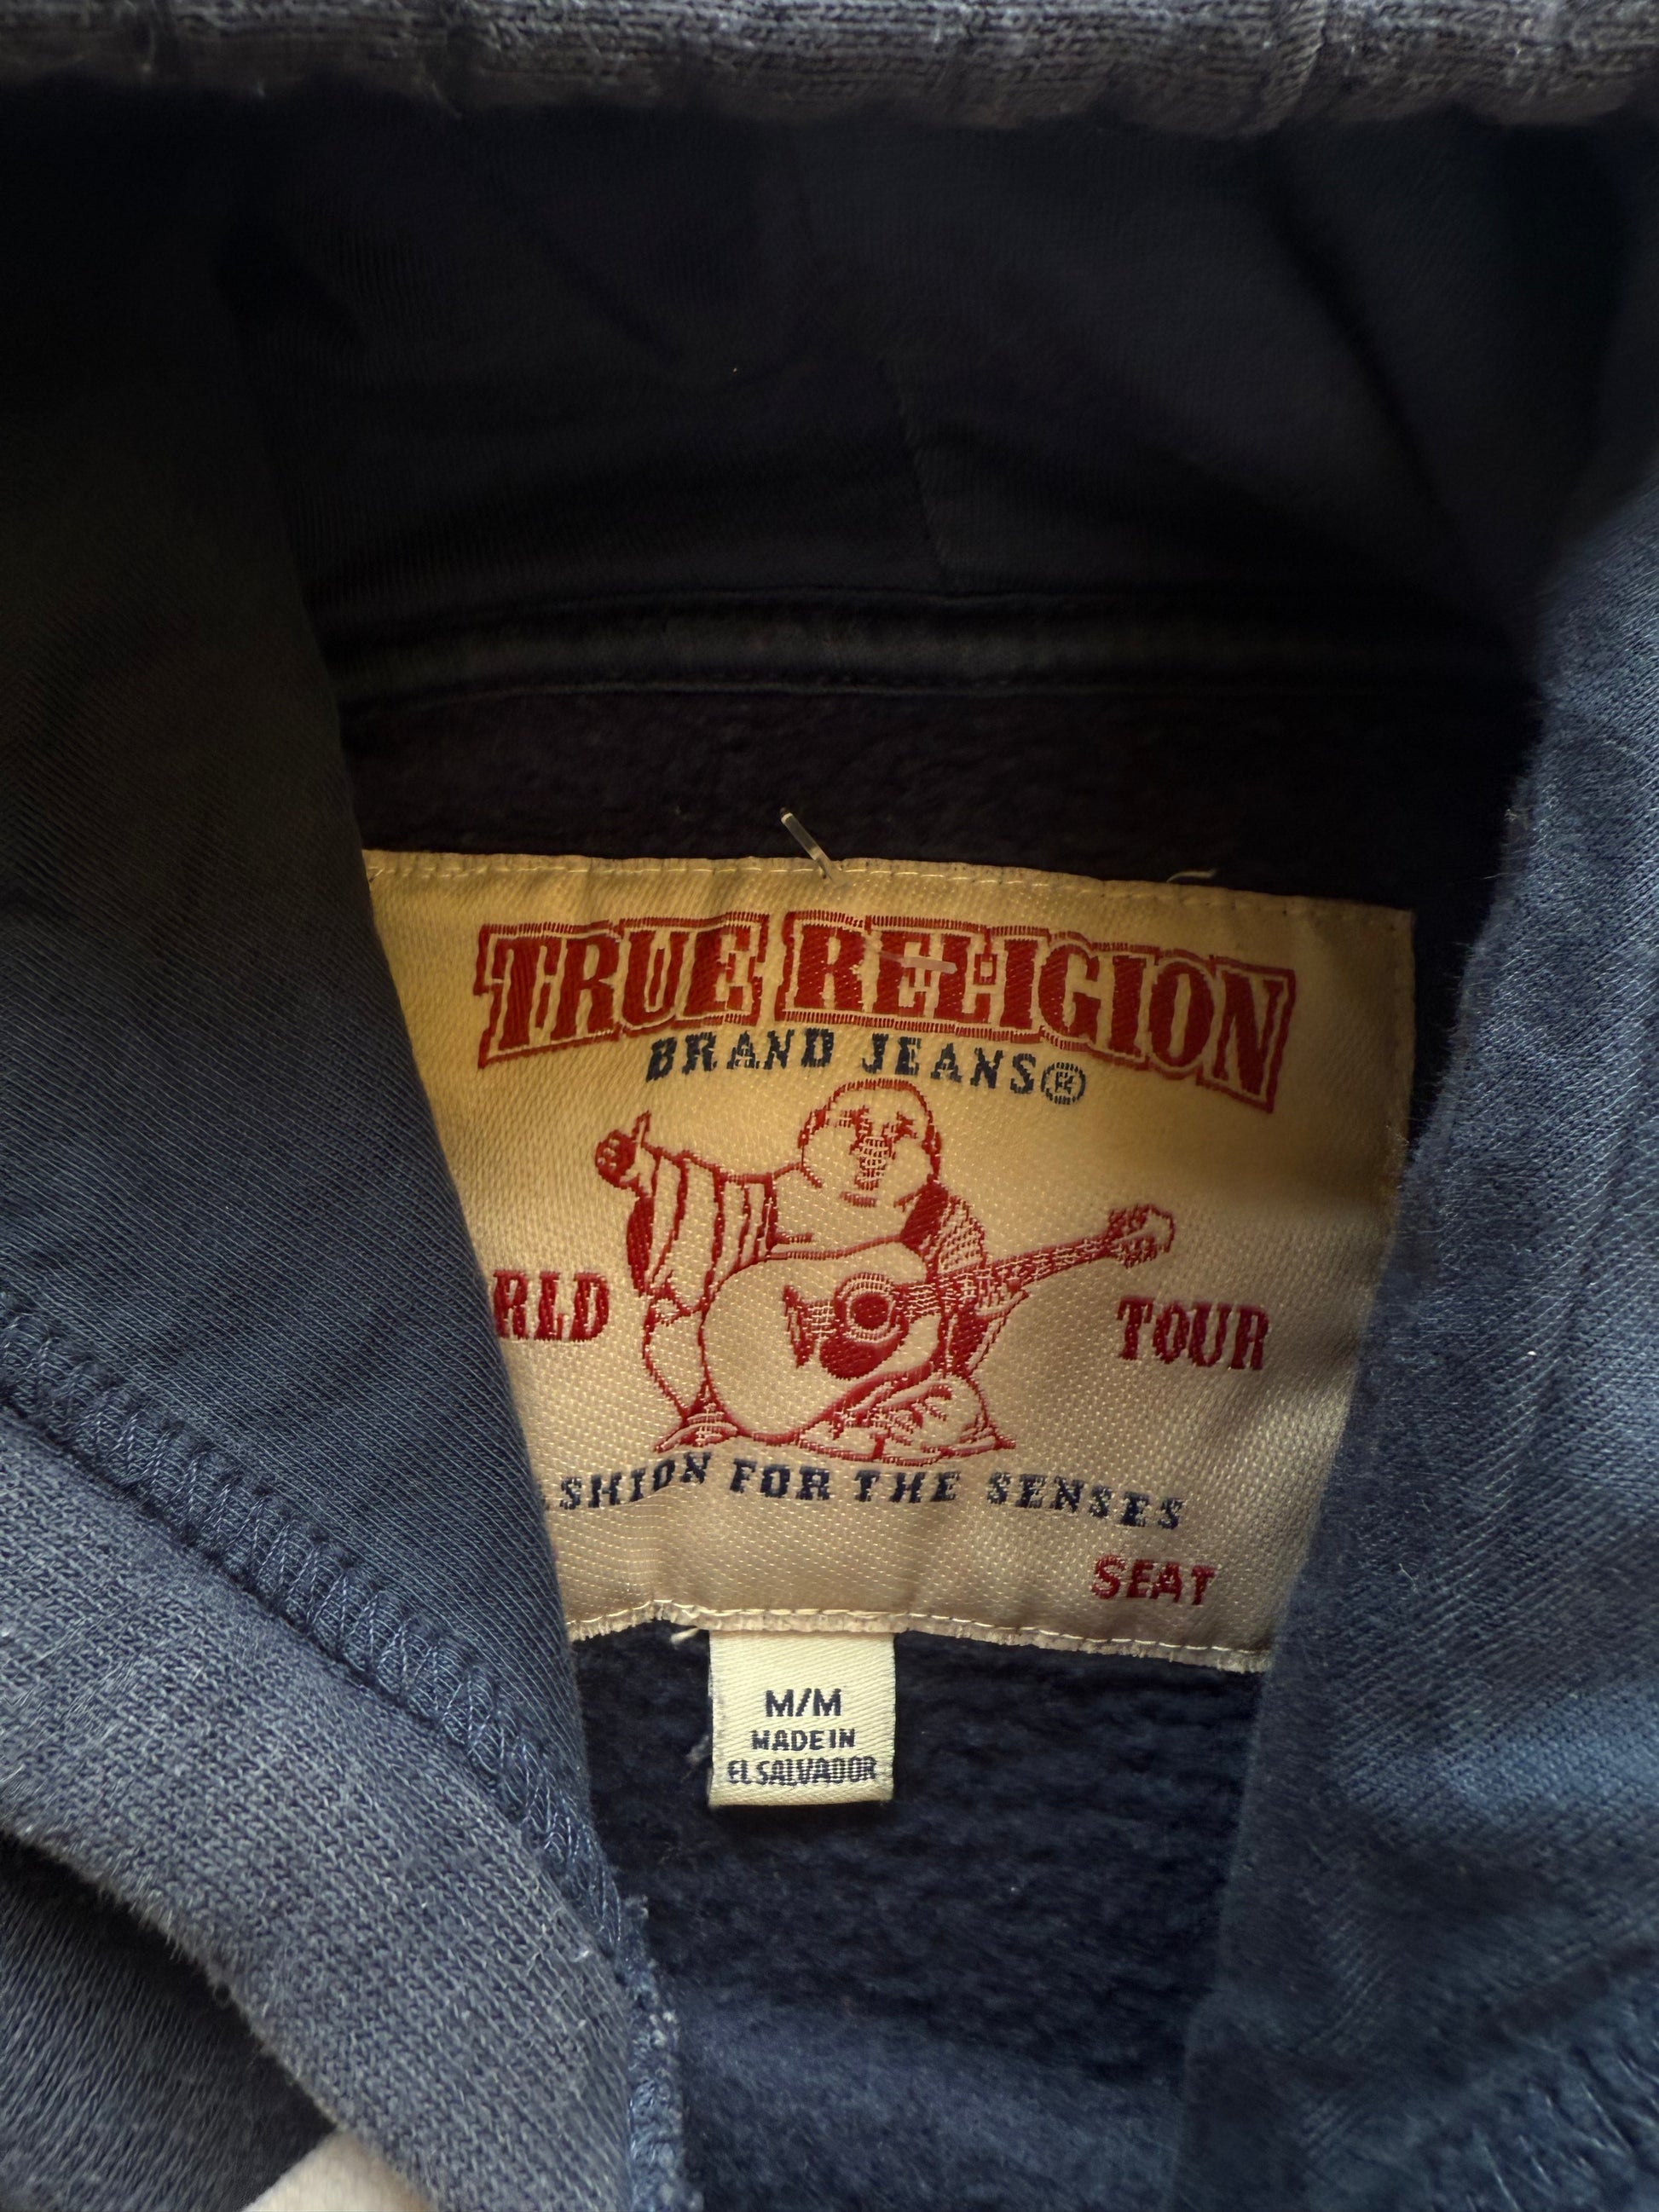 TRUE RELIGION
BRAND JEANS®
RLD TOUR
SHION FOR THE SENSES
SEAT
M/M
MADE IN
EL SALVADOR